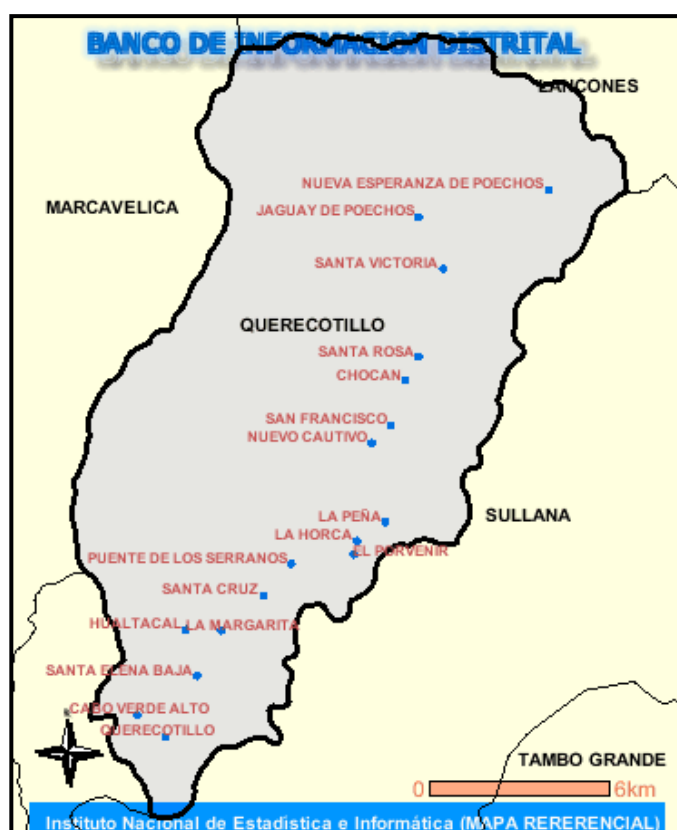 BANCO DE INFORMACION DISTRITAL
LANCONES
NUEVA ESPERANZA DE POECHOS
MARCAVELICA
JAGUAY DE POECHOS
SANTA VICTORIA
QUERECOTILLO
SANTA ROSA
CHOCAN
SAN FRANCISCO
NUEVO CAUTIVO
LA PEÑA
SULLANA
LA HORCA
EL PORVENIR
PUENTE DE LOS SERRANOS
SANTA CRUZ
HUALTACAL
LA MARGARITA
SANTA ELENA BAJA
CABO VERDE ALTO
QUERECOTILLO
TAMBO GRANDE
0 6km
Instituto Nacional de Estadística e Informática (MAPA RERERENCIAL)